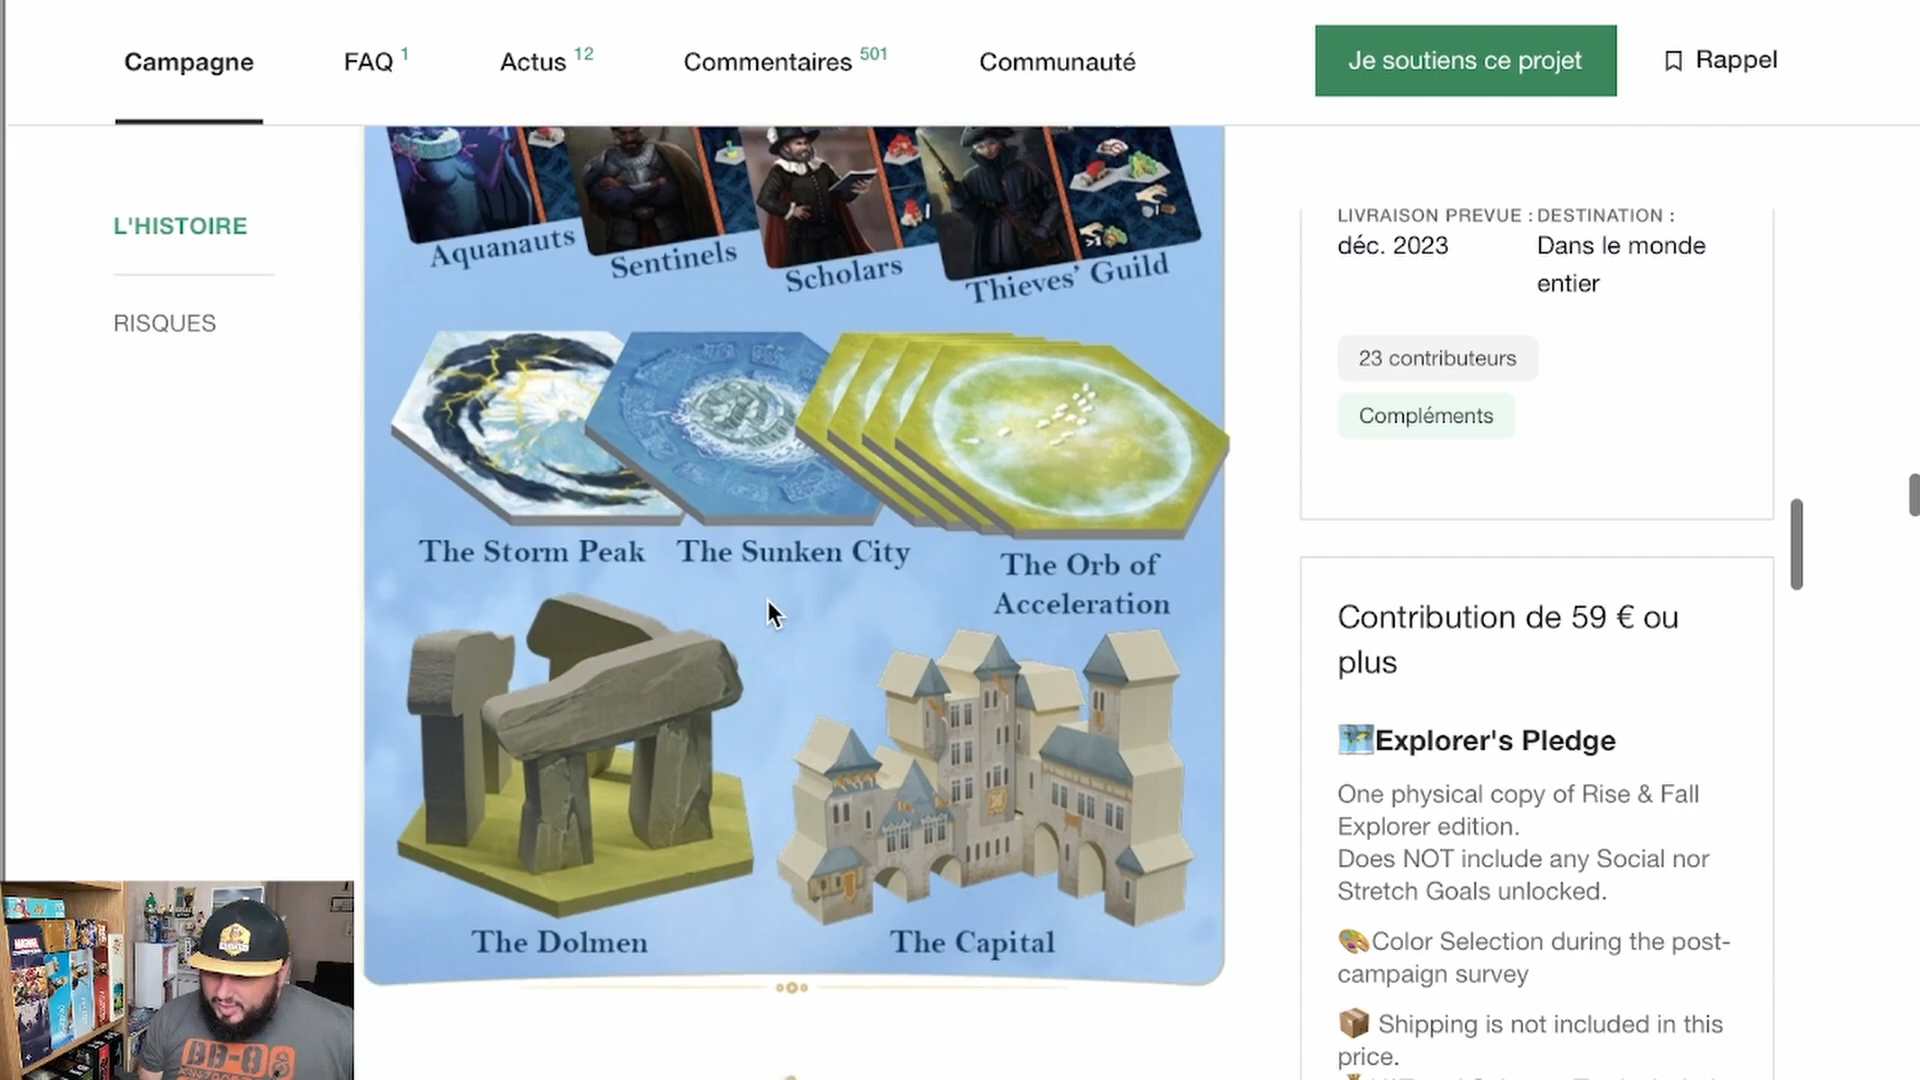 Campagne
FAQ 1
Actus 12
Commentaires 501
Communauté
Je soutiens ce projet
Rappel
L'HISTOIRE
RISQUES
Aquanauts
Sentinels
Scholars
Thieves' Guild
The Storm Peak
The Sunken City
The Orb of
Acceleration
The Dolmen
The Capital
LIVRAISON PRÉVUE :
déc. 2023
DESTINATION :
Dans le monde
entier
23 contributeurs
Compléments
Contribution de 59 € ou
plus
Explorer's Pledge
One physical copy of Rise & Fall
Explorer edition.
Does NOT include any Social nor
Stretch Goals unlocked.
Color Selection during the post-
campaign survey
Shipping is not included in this
price.
MARVEL
BB-8